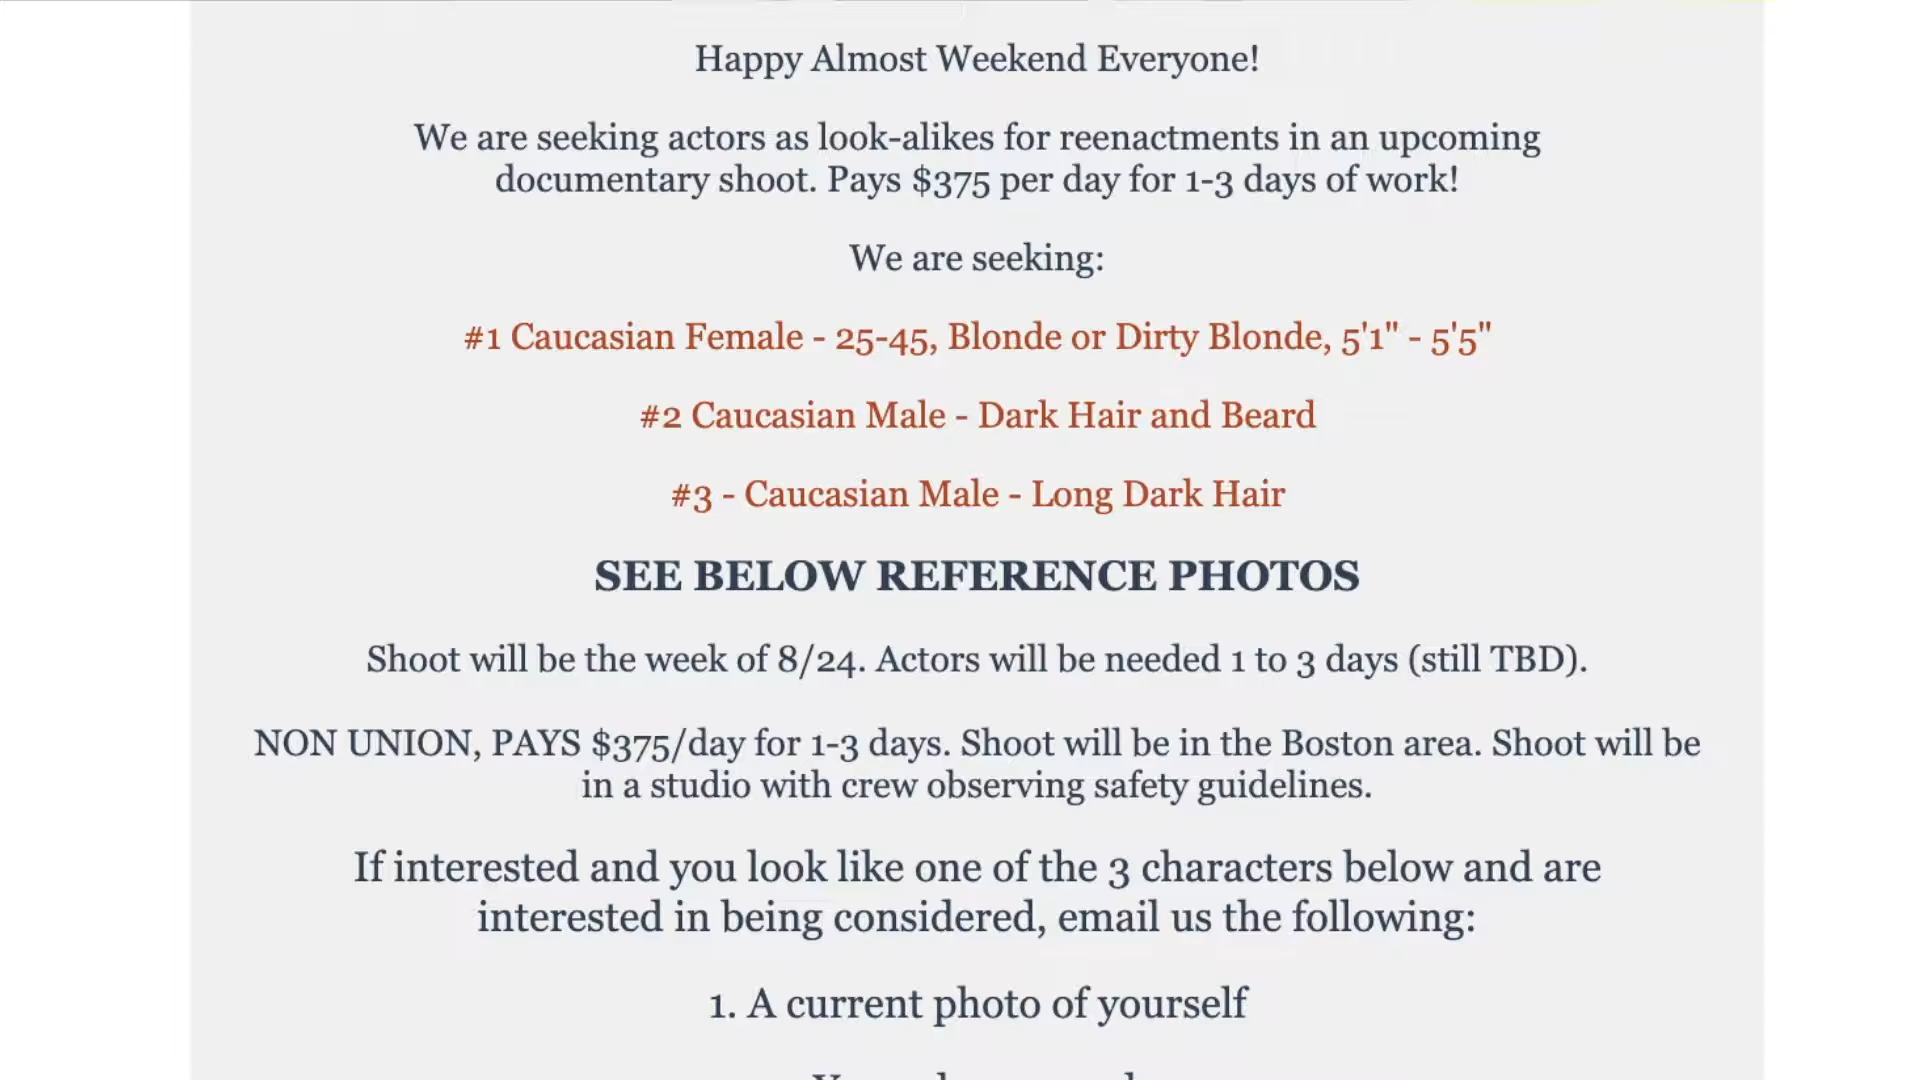 Happy Almost Weekend Everyone!
We are seeking actors as look-alikes for reenactments in an upcoming
documentary shoot. Pays $375 per day for 1-3 days of work!
We are seeking:
#1 Caucasian Female - 25-45, Blonde or Dirty Blonde, 5'1" - 5'5"
#2 Caucasian Male - Dark Hair and Beard
#3 - Caucasian Male - Long Dark Hair
SEE BELOW REFERENCE PHOTOS
Shoot will be the week of 8/24. Actors will be needed 1 to 3 days (still TBD).
NON UNION, PAYS $375/day for 1-3 days. Shoot will be in the Boston area. Shoot will be
in a studio with crew observing safety guidelines.
If interested and you look like one of the 3 characters below and are
interested in being considered, email us the following:
1. A current photo of yourself